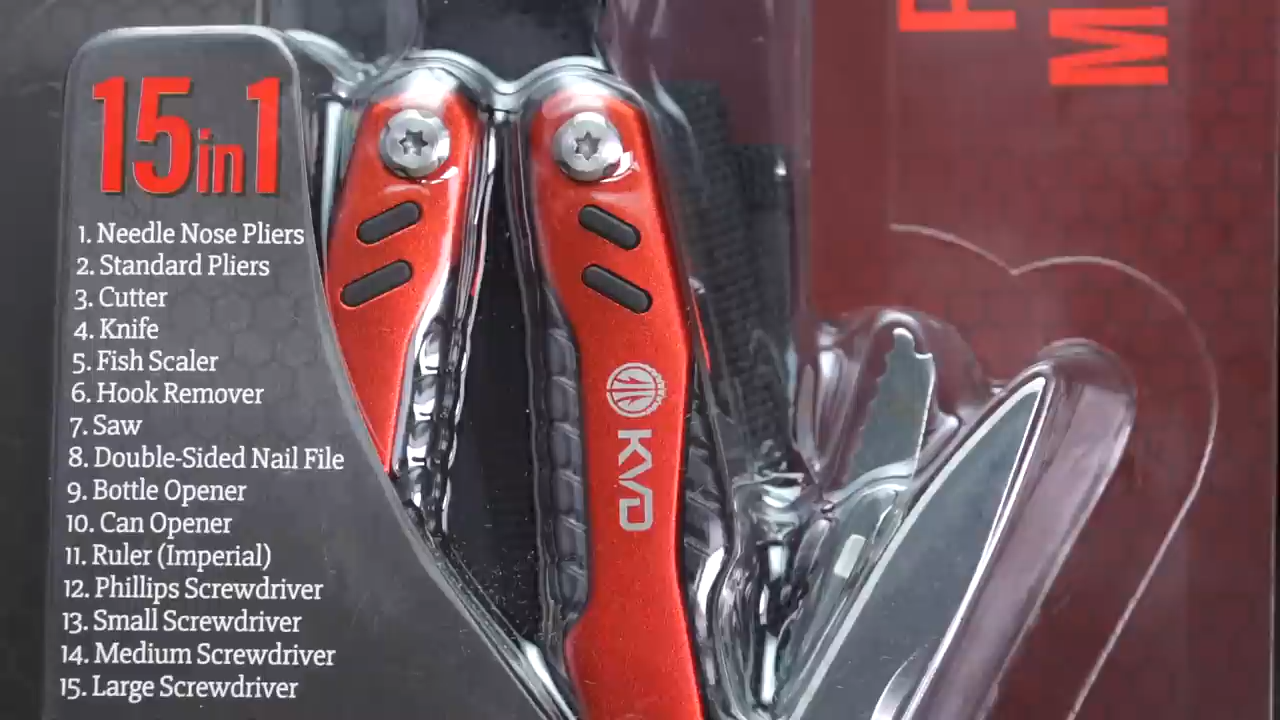 15in1
1. Needle Nose Pliers
2. Standard Pliers
3. Cutter
4. Knife
5. Fish Scaler
6. Hook Remover
7. Saw
8. Double-Sided Nail File
9. Bottle Opener
10. Can Opener
11. Ruler (Imperial)
12. Phillips Screwdriver
13. Small Screwdriver
14. Medium Screwdriver
15. Large Screwdriver
KVD
M